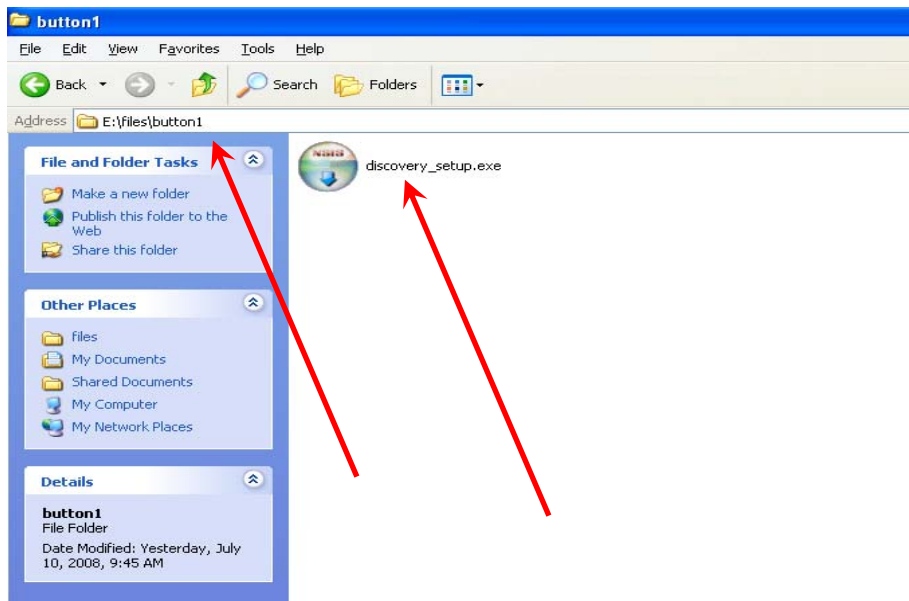 button1
File Edit View Favorites Tools Help
Back Search Folders
Address E:\files\button1
File and Folder Tasks
Make a new folder
Publish this folder to the
Web
Share this folder
Other Places
files
My Documents
Shared Documents
My Computer
My Network Places
Details
button1
File Folder
Date Modified: Yesterday, July
10, 2008, 9:45 AM
NSIS
discovery_setup.exe